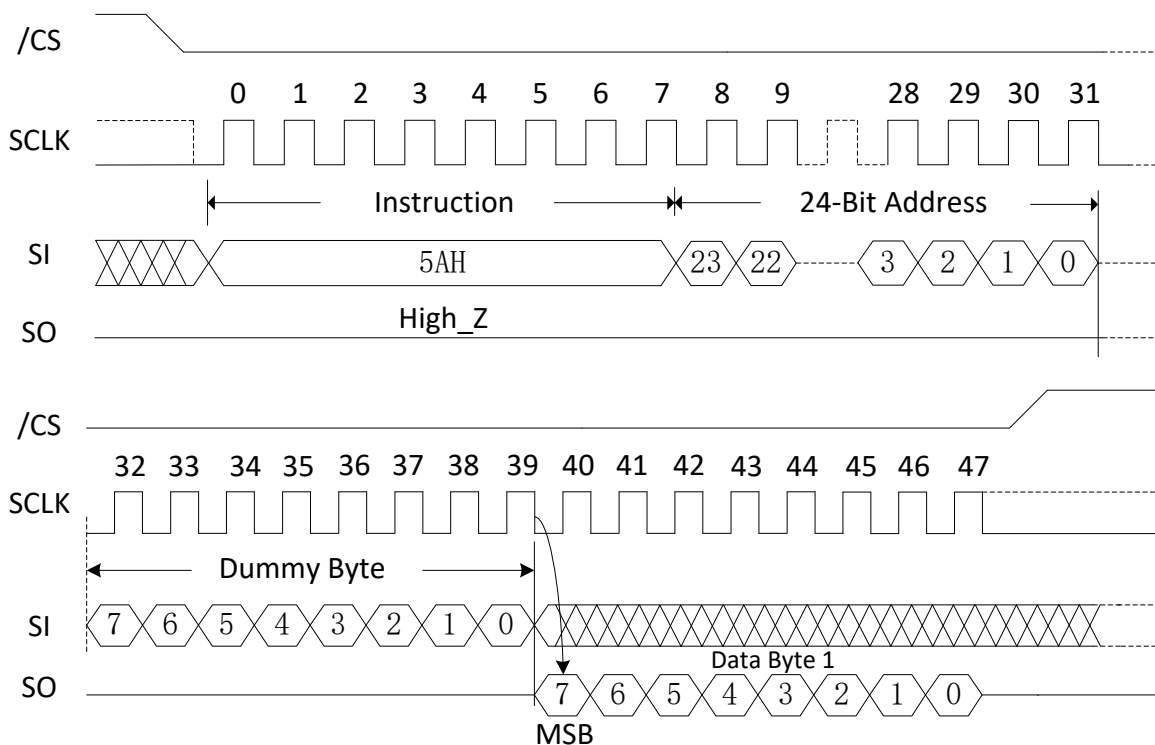 /CS
0 1 2 3 4 5 6 7 8 9 28 29 30 31
SCLK
Instruction 24-Bit Address
SI 5AH 23 22 3 2 1 0
High_Z
SO
/CS
32 33 34 35 36 37 38 39 40 41 42 43 44 45 46 47
SCLK
Dummy Byte
SI 7 6 5 4 3 2 1 0
Data Byte 1
SO 7 6 5 4 3 2 1 0
MSB